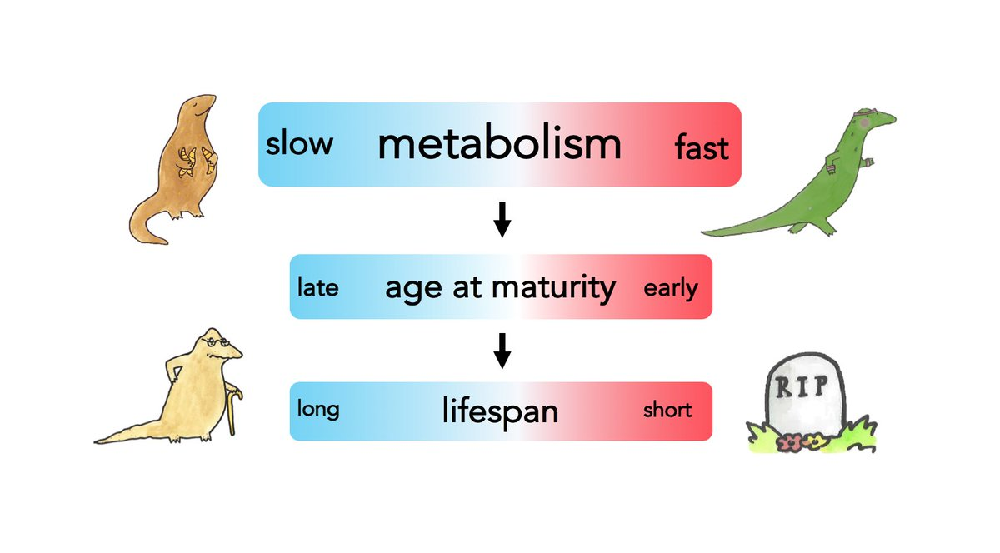 slow metabolism fast
late age at maturity early
long lifespan short
RIP